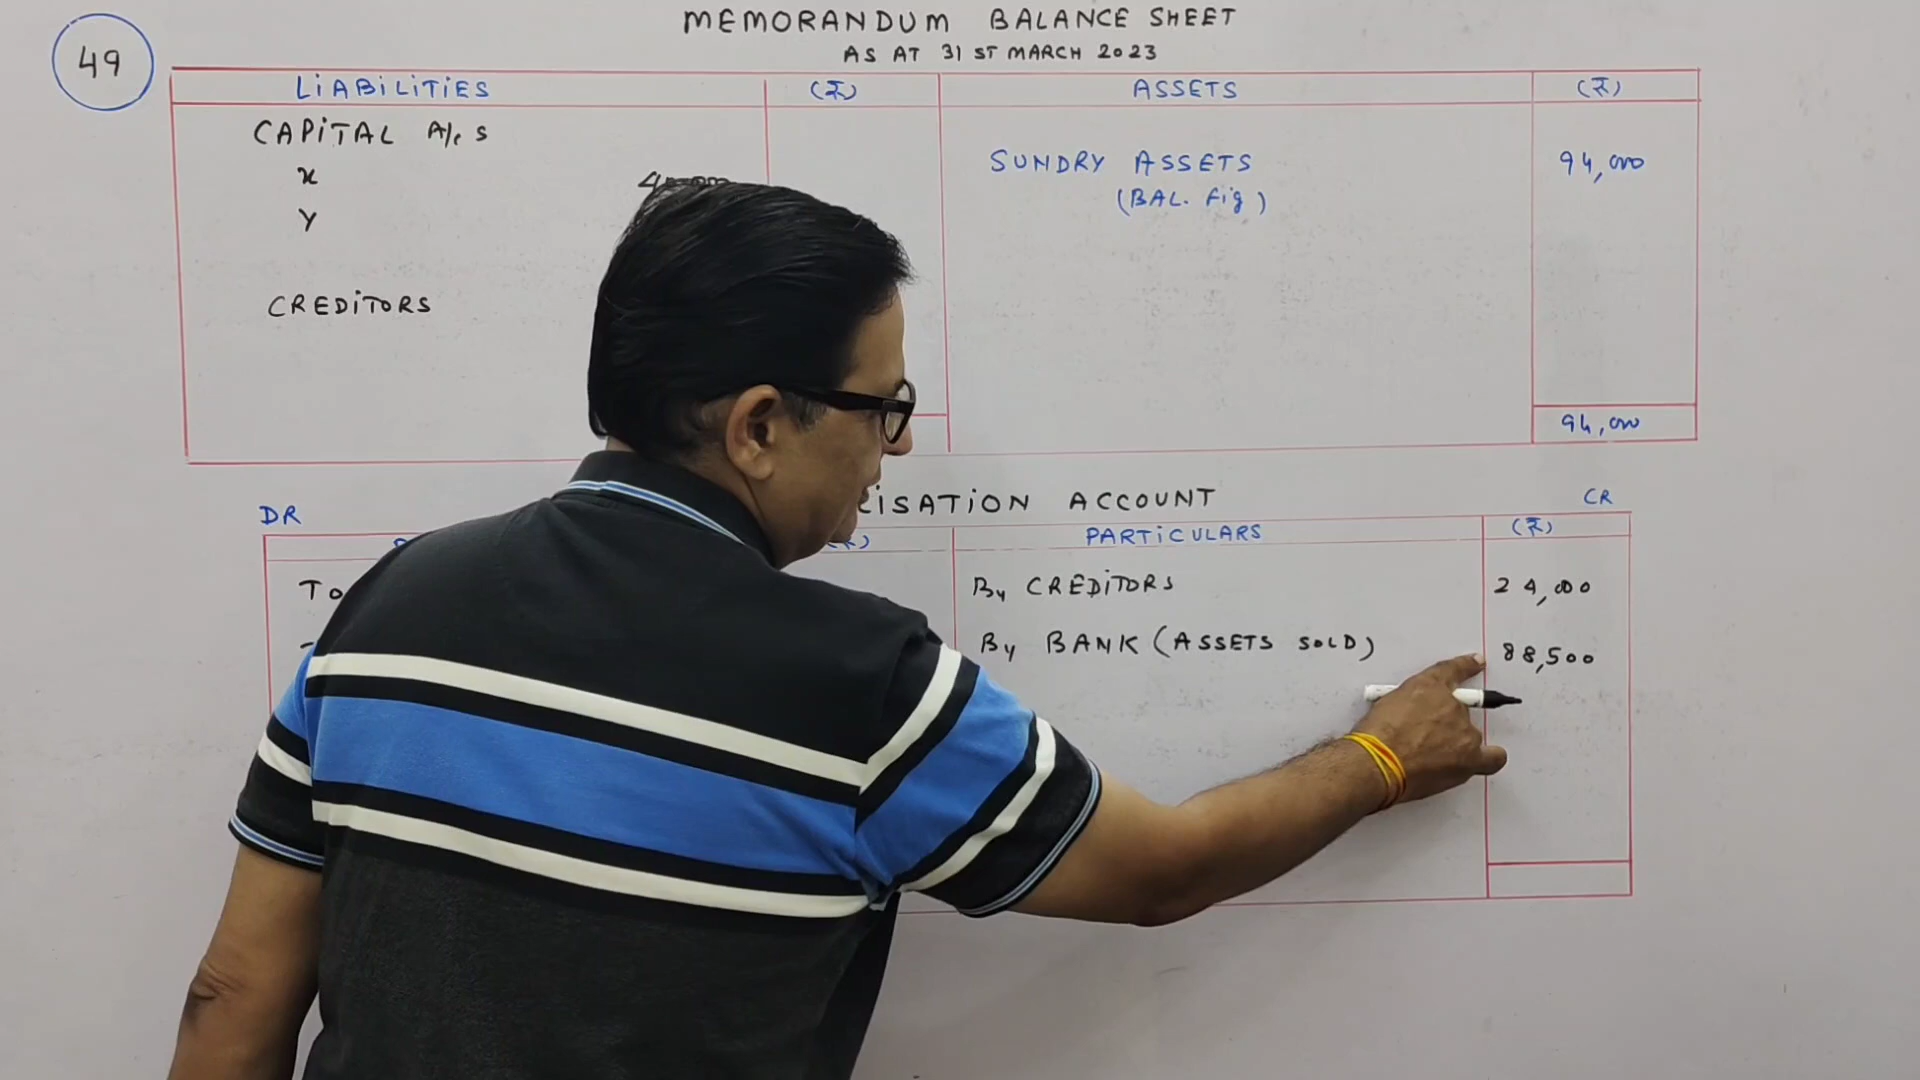 49
MEMORANDUM BALANCE SHEET
AS AT 31 ST MARCH 2023
LIABILITIES (₹) ASSETS (₹)
CAPITAL A/c s
x
SUNDRY ASSETS 94,000
(BAL. Fig)
Y
CREDITORS
94,000
ISATION ACCOUNT
DR CR
PARTICULARS (₹)
To By CREDITORS 24,000
By BANK (ASSETS SOLD) 88,500